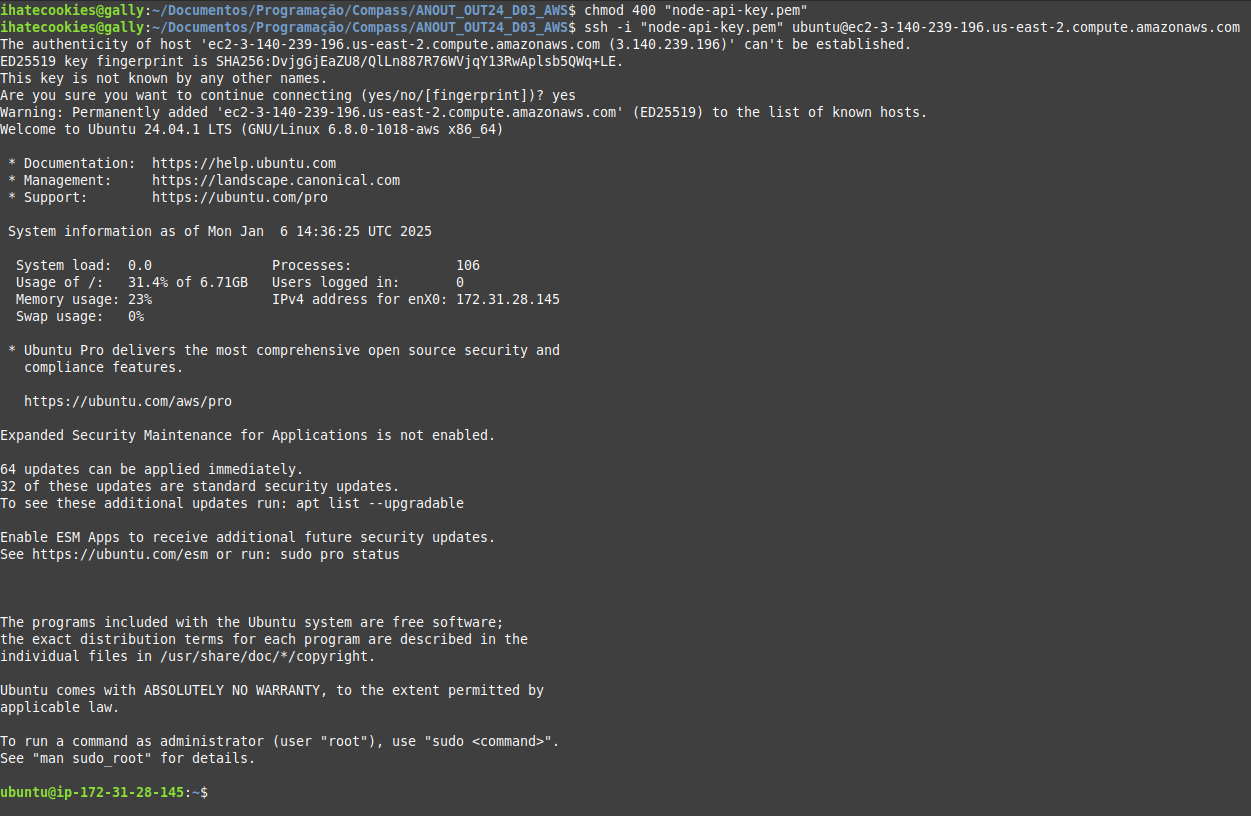 ihatecookies@gally:~/Documentos/Programação/Compass/ANOUT_OUT24_D03_AWS$ chmod 400 "node-api-key.pem"
ihatecookies@gally:~/Documentos/Programação/Compass/ANOUT_OUT24_D03_AWS$ ssh -i "node-api-key.pem" ubuntu@ec2-3-140-239-196.us-east-2.compute.amazonaws.com
The authenticity of host 'ec2-3-140-239-196.us-east-2.compute.amazonaws.com (3.140.239.196)' can't be established.
ED25519 key fingerprint is SHA256:DvjgGjEaZU8/QlLn887R76WVjqY13RwAplsb5QWq+LE.
This key is not known by any other names.
Are you sure you want to continue connecting (yes/no/[fingerprint])? yes
Warning: Permanently added 'ec2-3-140-239-196.us-east-2.compute.amazonaws.com' (ED25519) to the list of known hosts.
Welcome to Ubuntu 24.04.1 LTS (GNU/Linux 6.8.0-1018-aws x86_64)

 * Documentation:  https://help.ubuntu.com
 * Management:     https://landscape.canonical.com
 * Support:        https://ubuntu.com/pro

 System information as of Mon Jan  6 14:36:25 UTC 2025

  System load:  0.0               Processes:             106
  Usage of /:   31.4% of 6.71GB   Users logged in:       0
  Memory usage: 23%               IPv4 address for enX0: 172.31.28.145
  Swap usage:   0%

 * Ubuntu Pro delivers the most comprehensive open source security and
   compliance features.

   https://ubuntu.com/aws/pro

Expanded Security Maintenance for Applications is not enabled.

64 updates can be applied immediately.
32 of these updates are standard security updates.
To see these additional updates run: apt list --upgradable

Enable ESM Apps to receive additional future security updates.
See https://ubuntu.com/esm or run: sudo pro status

The programs included with the Ubuntu system are free software;
the exact distribution terms for each program are described in the
individual files in /usr/share/doc/*/copyright.

Ubuntu comes with ABSOLUTELY NO WARRANTY, to the extent permitted by
applicable law.

To run a command as administrator (user "root"), use "sudo <command>".
See "man sudo_root" for details.

ubuntu@ip-172-31-28-145:~$